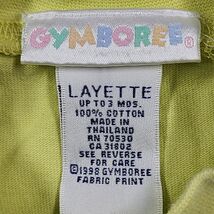 GYMBOREE®
LAYETTE
UP TO 3 MOS.
100% COTTON
MADE IN
THAILAND
RN 70530
CA 31802
SEE REVERSE
FOR CARE
©1998 GYMBOREE
FABRIC PRINT